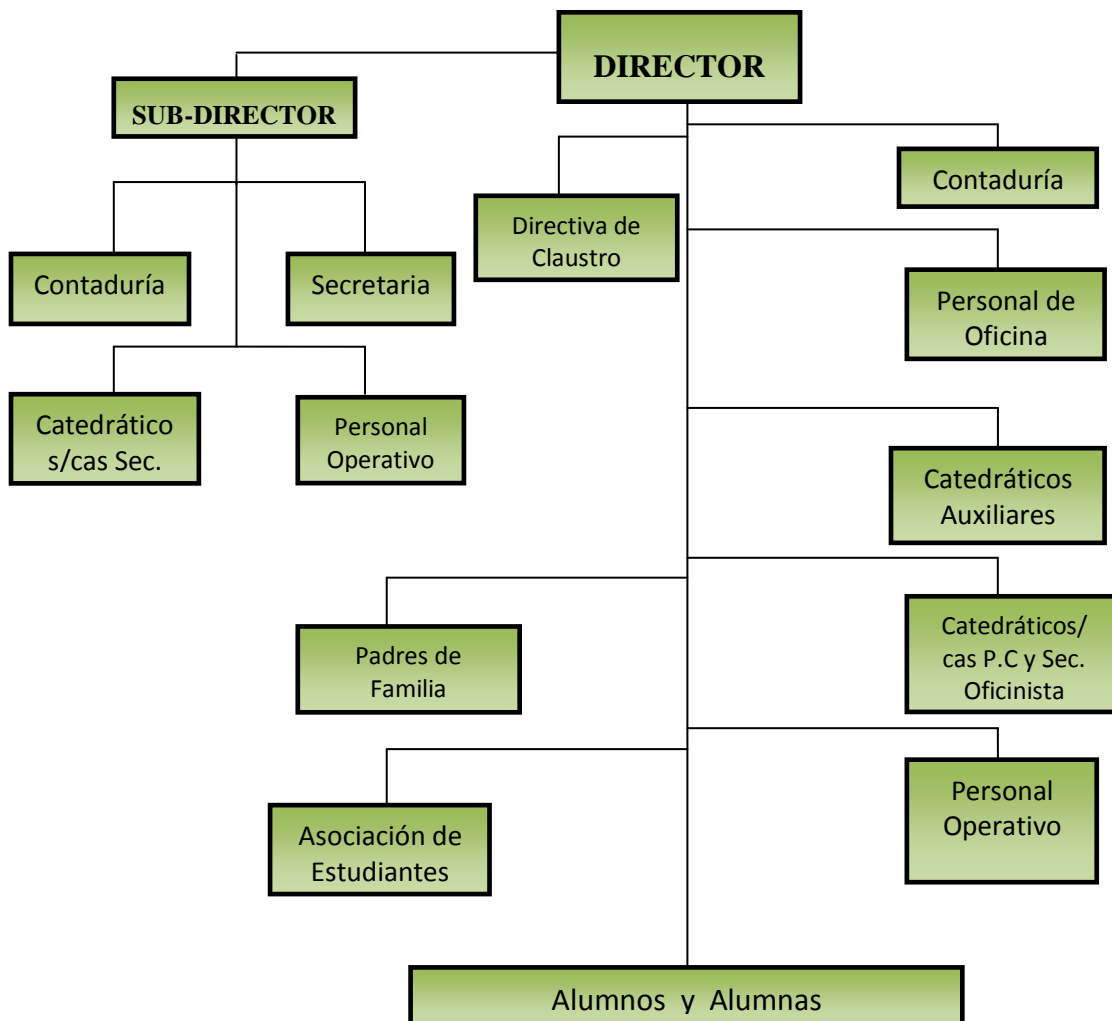 DIRECTOR
SUB-DIRECTOR
Contaduría
Directiva de
Claustro
Contaduría
Secretaria
Personal de
Oficina
Catedrático
s/cas Sec.
Personal
Operativo
Catedráticos
Auxiliares
Catedráticos/
cas P.C y Sec.
Oficinista
Padres de
Familia
Personal
Operativo
Asociación de
Estudiantes
Alumnos y Alumnas